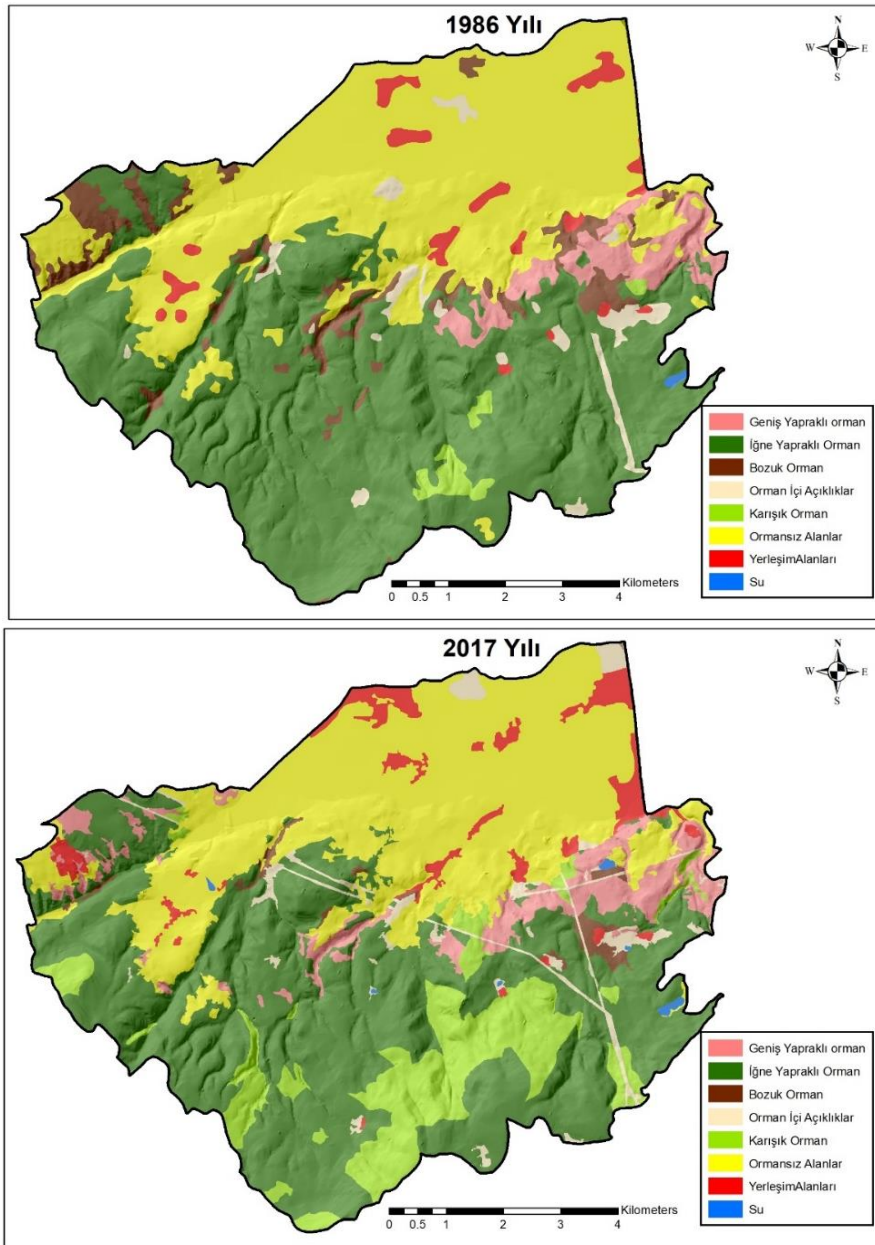 1986 Yılı
N
W E
S
Geniş Yapraklı orman
İğne Yapraklı Orman
Bozuk Orman
Orman İçi Açıklıklar
Karışık Orman
Ormansız Alanlar
YerleşimAlanları
Su
Kilometers
0 0.5 1 2 3 4
2017 Yılı
N
W E
S
Geniş Yapraklı orman
İğne Yapraklı Orman
Bozuk Orman
Orman İçi Açıklıklar
Karışık Orman
Ormansız Alanlar
YerleşimAlanları
Su
Kilometers
0 0.5 1 2 3 4